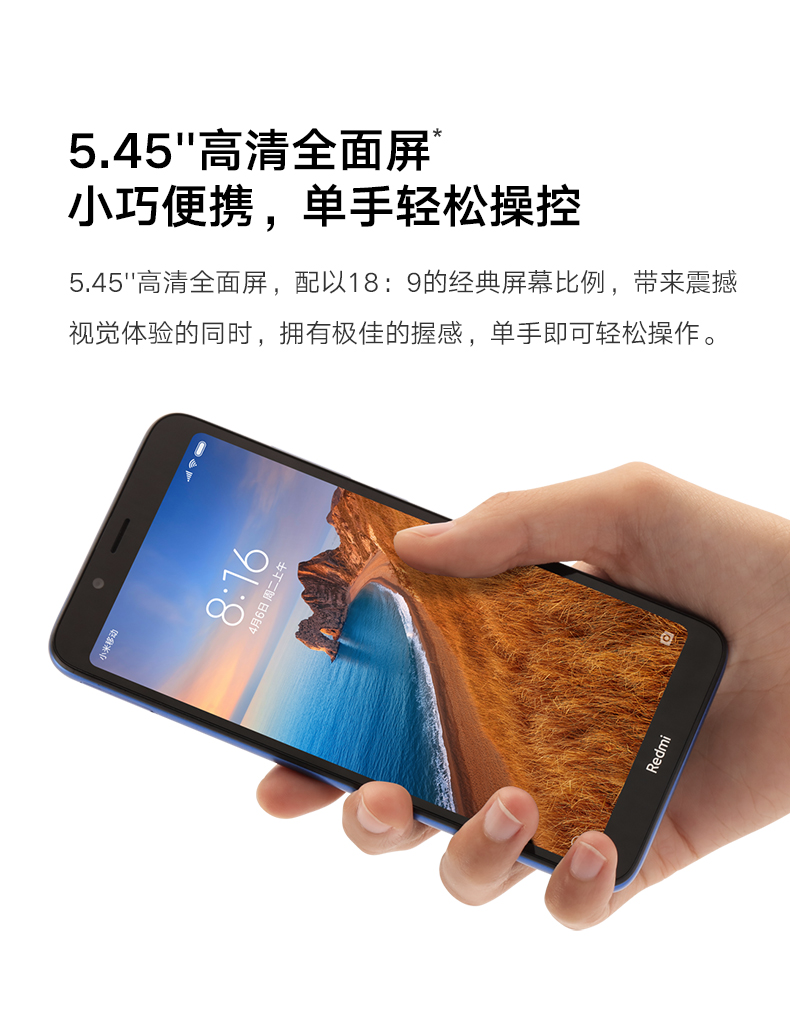 5.45''高清全面屏*
小巧便携，单手轻松操控
5.45''高清全面屏，配以18：9的经典屏幕比例，带来震撼
视觉体验的同时，拥有极佳的握感，单手即可轻松操作。
小米移动
8:16
4月6日 周二上午
Redmi